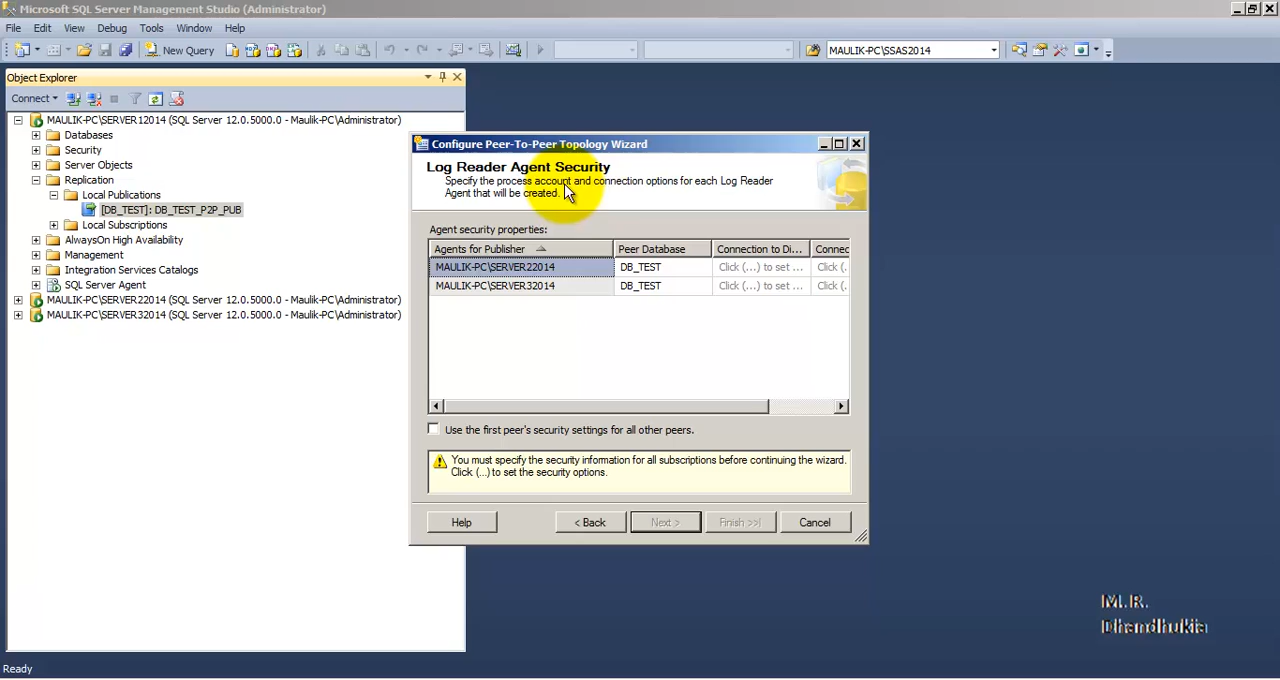 Microsoft SQL Server Management Studio (Administrator)
File Edit View Debug Tools Window Help
New Query
MAULIK-PC\SSAS2014
Object Explorer
Connect
MAULIK-PC\SERVER12014 (SQL Server 12.0.5000.0 - Maulik-PC\Administrator)
Databases
Security
Server Objects
Replication
Local Publications
[DB_TEST]: DB_TEST_P2P_PUB
Local Subscriptions
AlwaysOn High Availability
Management
Integration Services Catalogs
SQL Server Agent
MAULIK-PC\SERVER22014 (SQL Server 12.0.5000.0 - Maulik-PC\Administrator)
MAULIK-PC\SERVER32014 (SQL Server 12.0.5000.0 - Maulik-PC\Administrator)
Configure Peer-To-Peer Topology Wizard
Log Reader Agent Security
Specify the process account and connection options for each Log Reader
Agent that will be created.
Agent security properties:
Agents for Publisher Peer Database Connection to Di... Connec
MAULIK-PC\SERVER22014 DB_TEST Click (...) to set ... Click (.
MAULIK-PC\SERVER32014 DB_TEST Click (...) to set ... Click (.
Use the first peer's security settings for all other peers.
You must specify the security information for all subscriptions before continuing the wizard.
Click (...) to set the security options.
Help < Back Next > Finish >>| Cancel
M.R.
Dhandhukia
Ready